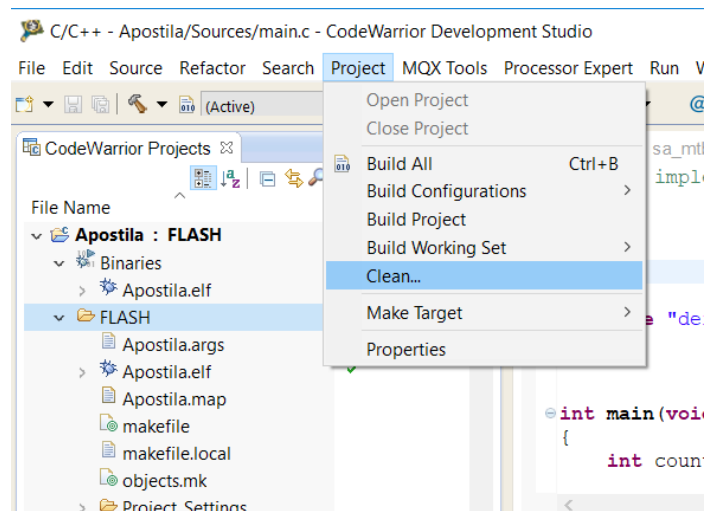 C/C++ - Apostila/Sources/main.c - CodeWarrior Development Studio
File Edit Source Refactor Search Project MQX Tools Processor Expert Run
(Active)
CodeWarrior Projects
File Name
Apostila : FLASH
Binaries
Apostila.elf
FLASH
Apostila.args
Apostila.elf
Apostila.map
makefile
makefile.local
objects.mk
Project_Settings
Open Project
Close Project
Build All Ctrl+B
Build Configurations
Build Project
Build Working Set
Clean...
Make Target
Properties
int main(voi
{
int coun